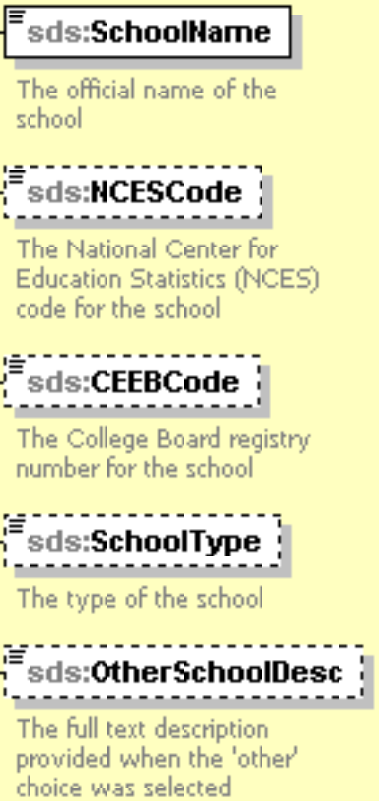 sds:SchoolName
The official name of the
school
sds:NCESCode
The National Center for
Education Statistics (NCES)
code for the school
sds:CEEBCode
The College Board registry
number for the school
sds:SchoolType
The type of the school
sds:OtherSchoolDesc
The full text description
provided when the 'other'
choice was selected